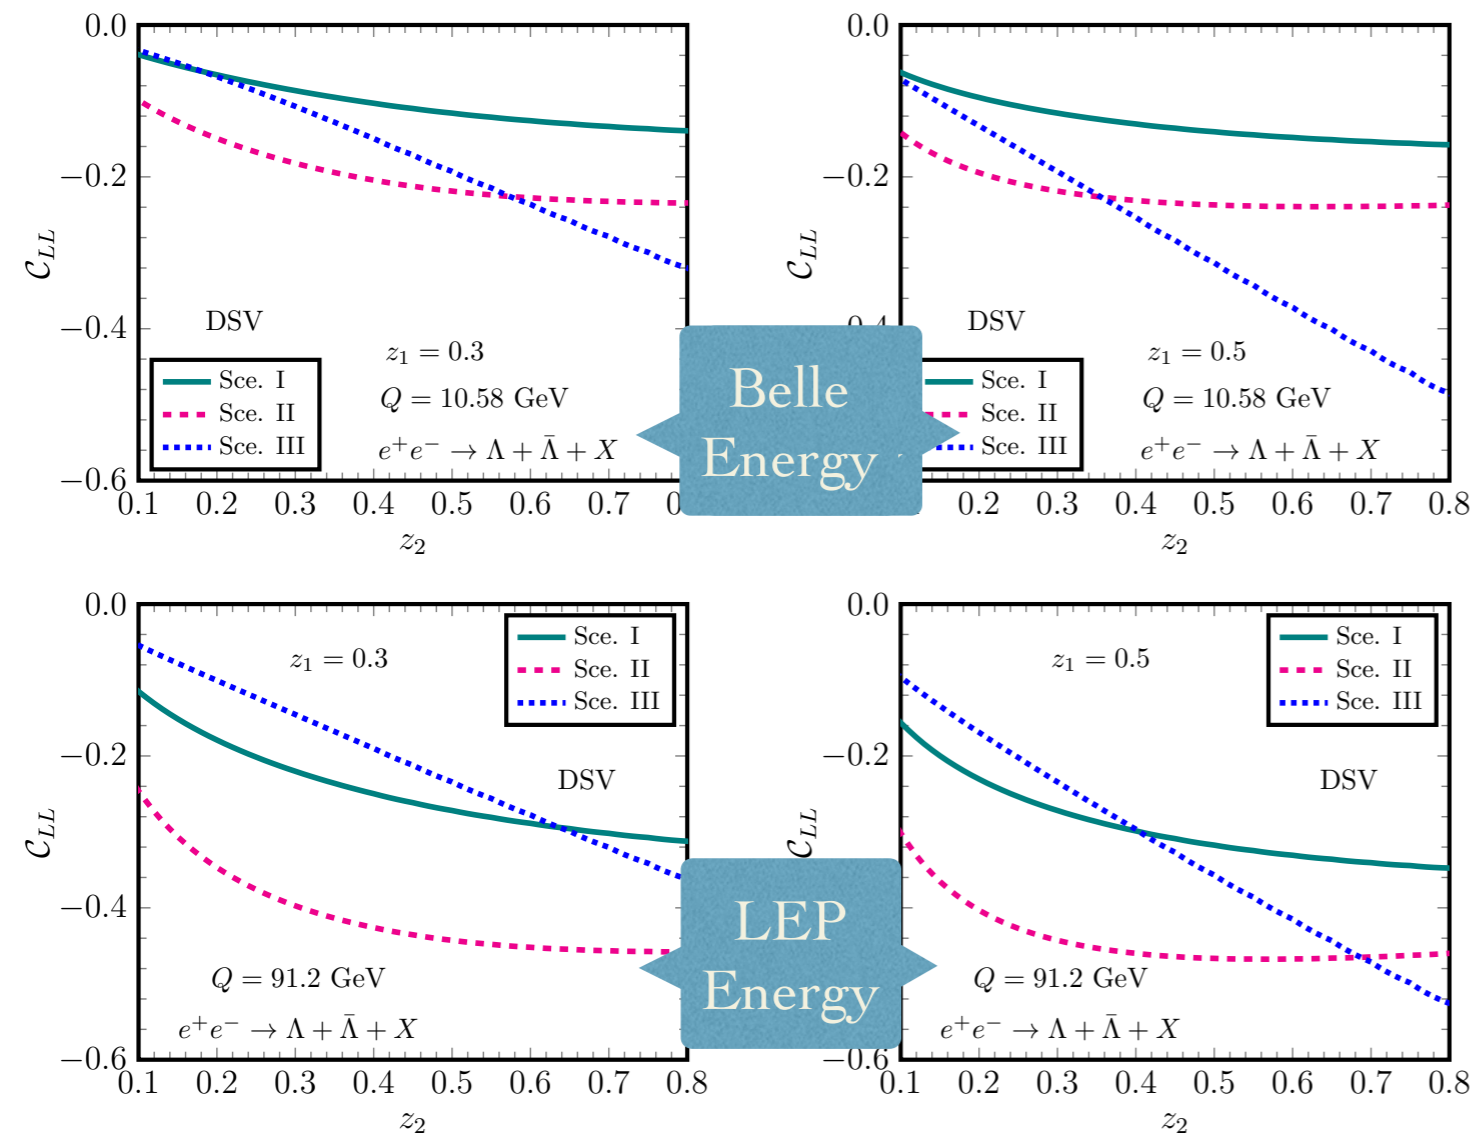 0.0
−0.2
−0.4
−0.6
C_LL
DSV
z₁ = 0.3
Q = 10.58 GeV
e⁺e⁻ → Λ + Λ̄ + X
Sce. I
Sce. II
Sce. III
0.1 0.2 0.3 0.4 0.5 0.6 0.7
z₂
0.0
−0.2
C_LL
DSV
z₁ = 0.5
Q = 10.58 GeV
e⁺e⁻ → Λ + Λ̄ + X
Sce. I
Sce. II
Sce. III
0.2 0.3 0.4 0.5 0.6 0.7 0.8
z₂
Belle
Energy
0.0
−0.2
−0.4
−0.6
C_LL
z₁ = 0.3
Sce. I
Sce. II
Sce. III
DSV
Q = 91.2 GeV
e⁺e⁻ → Λ + Λ̄ + X
0.1 0.2 0.3 0.4 0.5 0.6 0.7 0.8
z₂
0.0
−0.2
C_LL
z₁ = 0.5
Sce. I
Sce. II
Sce. III
DSV
Q = 91.2 GeV
e⁺e⁻ → Λ + Λ̄ + X
0.1 0.2 0.3 0.4 0.5 0.6 0.7 0.8
z₂
LEP
Energy